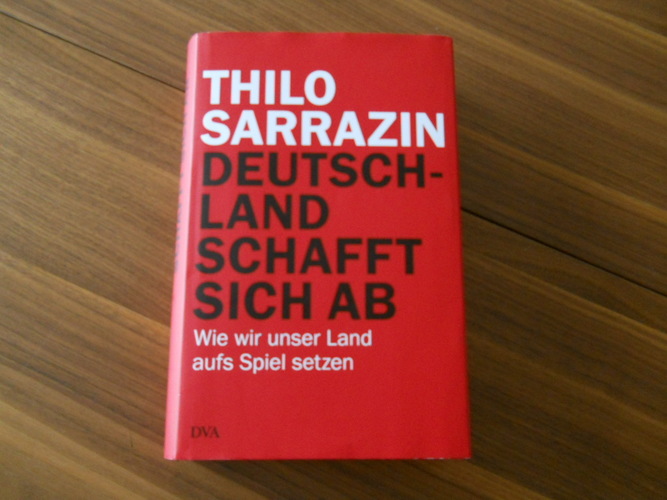 THILO
SARRAZIN
DEUTSCH-
LAND
SCHAFFT
SICH AB
Wie wir unser Land
aufs Spiel setzen
DVA